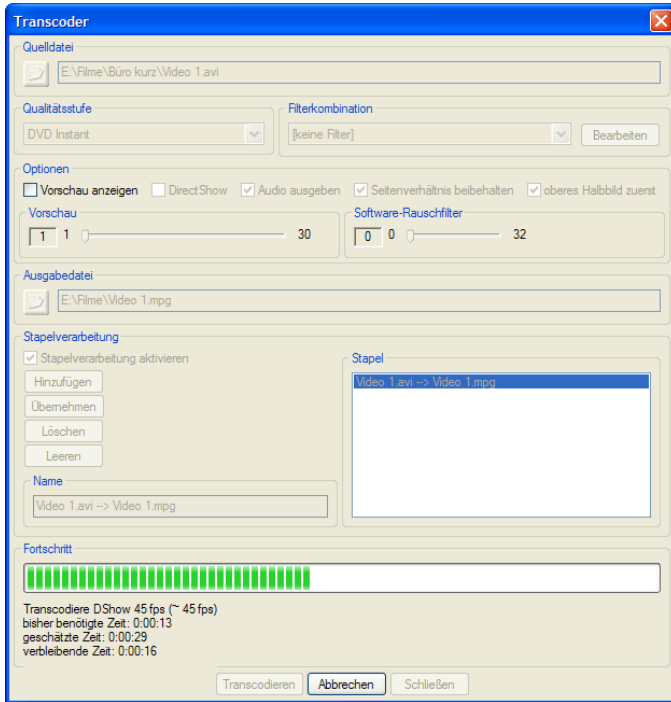 Transcoder
Quelldatei
E:\Filme\Büro kurz\Video 1.avi
Qualitätsstufe
Filterkombination
DVD Instant
[keine Filter]
Bearbeiten
Optionen
Vorschau anzeigen DirectShow Audio ausgeben Seitenverhältnis beibehalten oberes Halbbild zuerst
Vorschau
Software-Rauschfilter
1 1 30
0 0 32
Ausgabedatei
E:\Filme\Video 1.mpg
Stapelverarbeitung
Stapelverarbeitung aktivieren
Stapel
Hinzufügen
Video 1.avi --> Video 1.mpg
Übernehmen
Löschen
Leeren
Name
Video 1.avi --> Video 1.mpg
Fortschritt
Transcodiere DShow 45 fps (~ 45 fps)
bisher benötigte Zeit: 0:00:13
geschätzte Zeit: 0:00:29
verbleibende Zeit: 0:00:16
Transcodieren Abbrechen Schließen